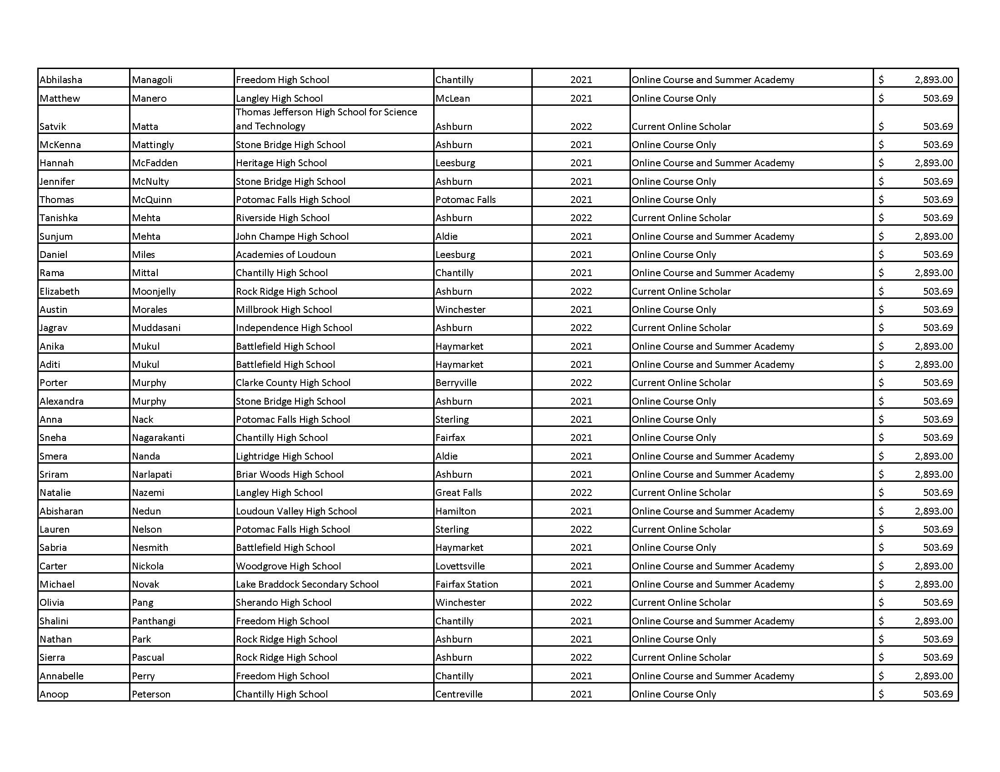 Abhilasha Managoli Freedom High School Chantilly 2021 Online Course and Summer Academy $ 2,893.00
Matthew Manero Langley High School McLean 2021 Online Course Only $ 503.69
Thomas Jefferson High School for Science
Satvik Matta and Technology Ashburn 2022 Current Online Scholar $ 503.69
McKenna Mattingly Stone Bridge High School Ashburn 2021 Online Course Only $ 503.69
Hannah McFadden Heritage High School Leesburg 2021 Online Course and Summer Academy $ 2,893.00
Jennifer McNulty Stone Bridge High School Ashburn 2021 Online Course Only $ 503.69
Thomas McQuinn Potomac Falls High School Potomac Falls 2021 Online Course Only $ 503.69
Tanishka Mehta Riverside High School Ashburn 2022 Current Online Scholar $ 503.69
Sunjum Mehta John Champe High School Aldie 2021 Online Course and Summer Academy $ 2,893.00
Daniel Miles Academies of Loudoun Leesburg 2021 Online Course Only $ 503.69
Rama Mittal Chantilly High School Chantilly 2021 Online Course and Summer Academy $ 2,893.00
Elizabeth Moonjelly Rock Ridge High School Ashburn 2022 Current Online Scholar $ 503.69
Austin Morales Millbrook High School Winchester 2021 Online Course Only $ 503.69
Jagrav Muddasani Independence High School Ashburn 2022 Current Online Scholar $ 503.69
Anika Mukul Battlefield High School Haymarket 2021 Online Course and Summer Academy $ 2,893.00
Aditi Mukul Battlefield High School Haymarket 2021 Online Course and Summer Academy $ 2,893.00
Porter Murphy Clarke County High School Berryville 2022 Current Online Scholar $ 503.69
Alexandra Murphy Stone Bridge High School Ashburn 2021 Online Course Only $ 503.69
Anna Nack Potomac Falls High School Sterling 2021 Online Course Only $ 503.69
Sneha Nagarakanti Chantilly High School Fairfax 2021 Online Course Only $ 503.69
Smera Nanda Lightridge High School Aldie 2021 Online Course and Summer Academy $ 2,893.00
Sriram Narlapati Briar Woods High School Ashburn 2021 Online Course and Summer Academy $ 2,893.00
Natalie Nazemi Langley High School Great Falls 2022 Current Online Scholar $ 503.69
Abisharan Nedun Loudoun Valley High School Hamilton 2021 Online Course and Summer Academy $ 2,893.00
Lauren Nelson Potomac Falls High School Sterling 2022 Current Online Scholar $ 503.69
Sabria Nesmith Battlefield High School Haymarket 2021 Online Course Only $ 503.69
Carter Nickola Woodgrove High School Lovettsville 2021 Online Course and Summer Academy $ 2,893.00
Michael Novak Lake Braddock Secondary School Fairfax Station 2021 Online Course and Summer Academy $ 2,893.00
Olivia Pang Sherando High School Winchester 2022 Current Online Scholar $ 503.69
Shalini Panthangi Freedom High School Chantilly 2021 Online Course and Summer Academy $ 2,893.00
Nathan Park Rock Ridge High School Ashburn 2021 Online Course Only $ 503.69
Sierra Pascual Rock Ridge High School Ashburn 2022 Current Online Scholar $ 503.69
Annabelle Perry Freedom High School Chantilly 2021 Online Course and Summer Academy $ 2,893.00
Anoop Peterson Chantilly High School Centreville 2021 Online Course Only $ 503.69